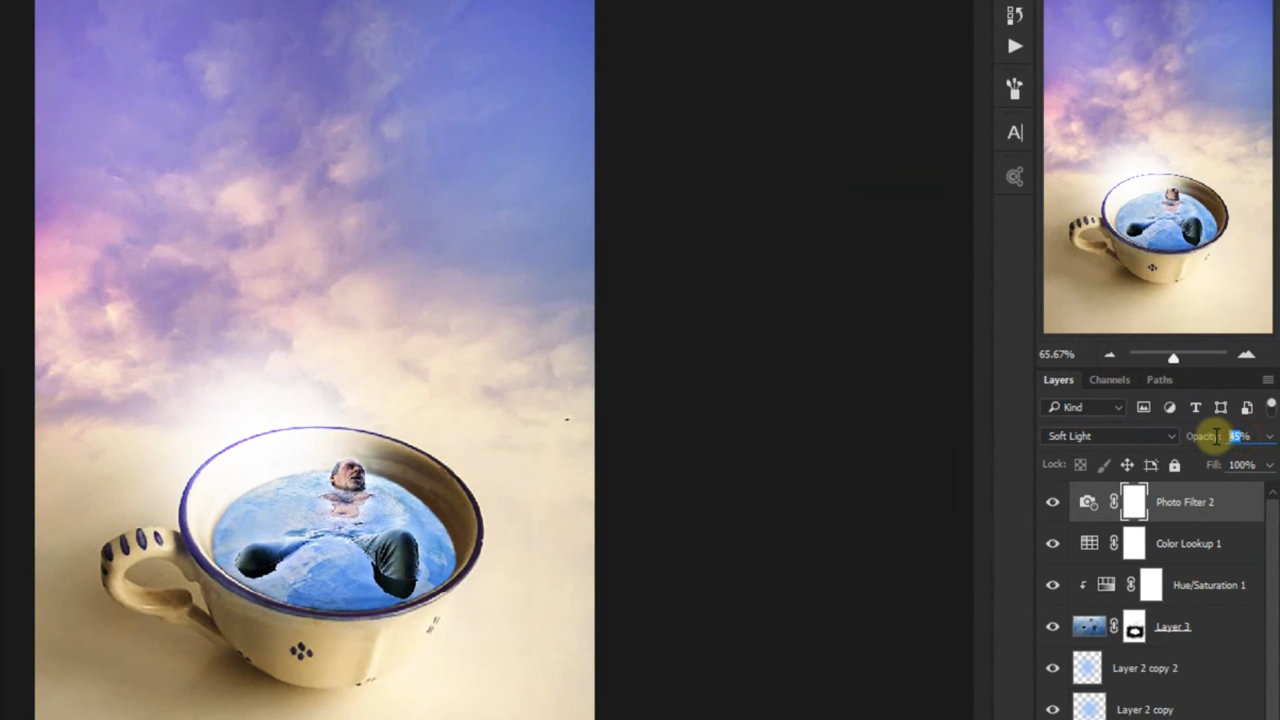 A|
65.67%
Layers Channels Paths
Kind
Soft Light Opacity: 45%
Lock: Fill: 100%
Photo Filter 2
Color Lookup 1
Hue/Saturation 1
Layer 3
Layer 2 copy 2
Layer 2 copy